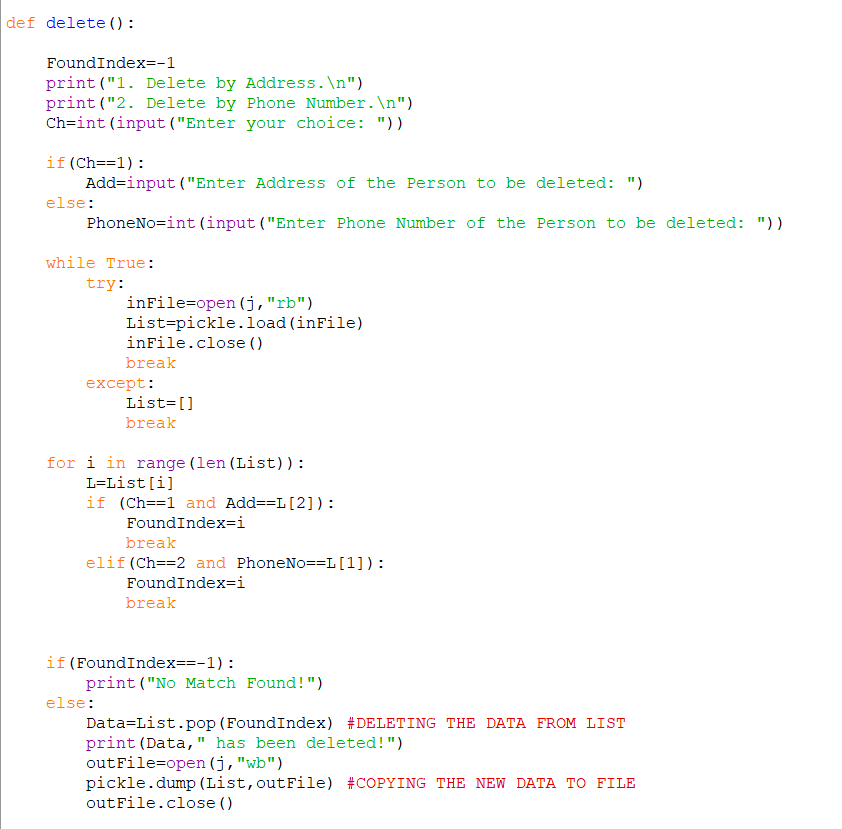 def delete():
    FoundIndex=-1
    print("1. Delete by Address.\n")
    print("2. Delete by Phone Number.\n")
    Ch=int(input("Enter your choice: "))
    if(Ch==1):
        Add=input("Enter Address of the Person to be deleted: ")
    else:
        PhoneNo=int(input("Enter Phone Number of the Person to be deleted: "))
    while True:
        try:
            inFile=open(j,"rb")
            List=pickle.load(inFile)
            inFile.close()
            break
        except:
            List=[]
            break
    for i in range(len(List)):
        L=List[i]
        if (Ch==1 and Add==L[2]):
            FoundIndex=i
            break
        elif(Ch==2 and PhoneNo==L[1]):
            FoundIndex=i
            break
    if(FoundIndex==-1):
        print("No Match Found!")
    else:
        Data=List.pop(FoundIndex) #DELETING THE DATA FROM LIST
        print(Data," has been deleted!")
        outFile=open(j,"wb")
        pickle.dump(List,outFile) #COPYING THE NEW DATA TO FILE
        outFile.close()